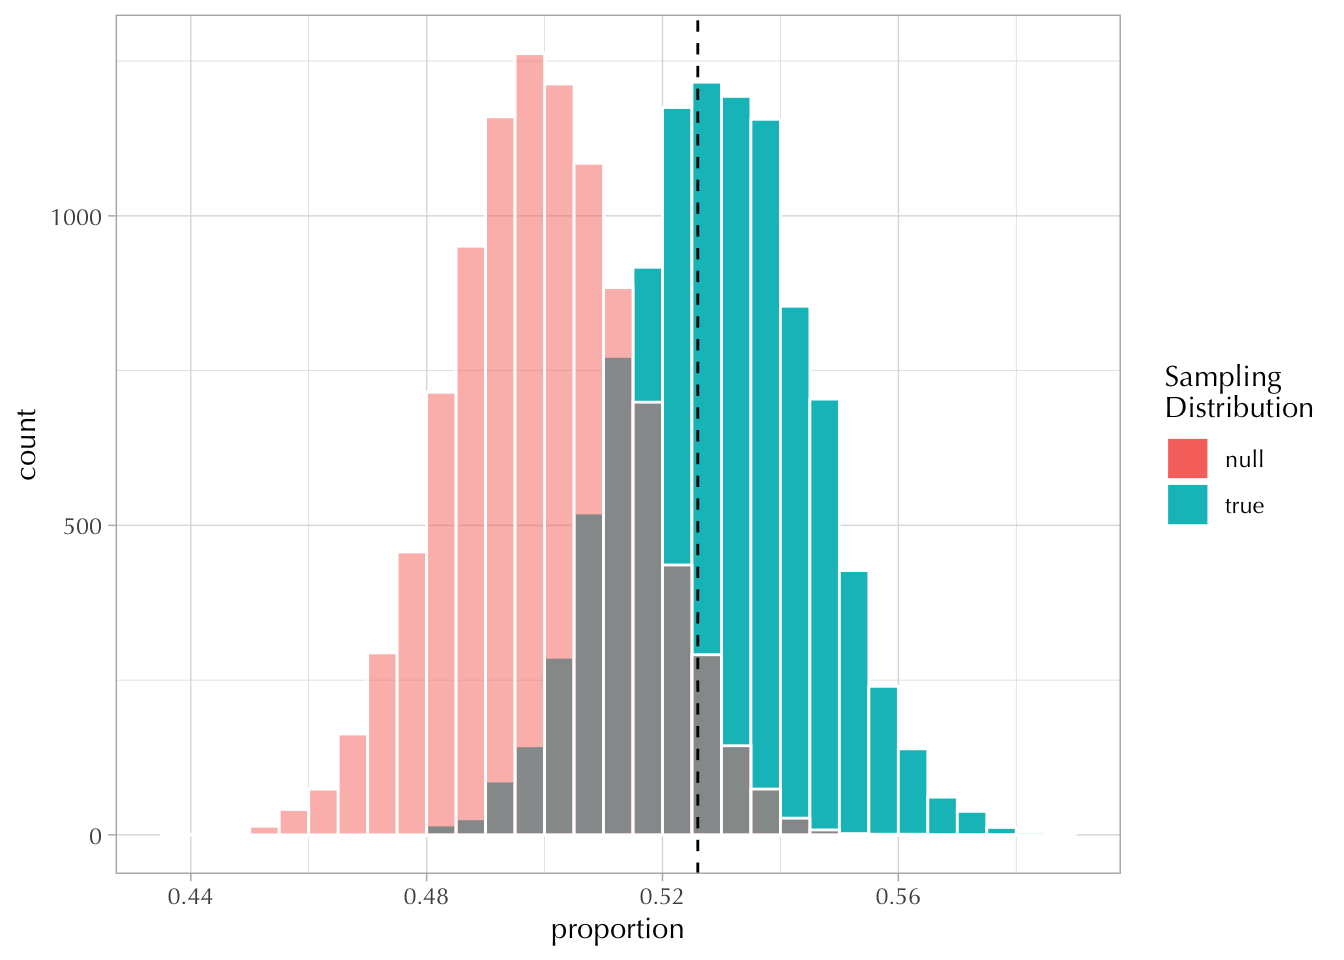 1000
500
0
count
0.44
0.48
0.52
0.56
proportion
Sampling
Distribution
null
true